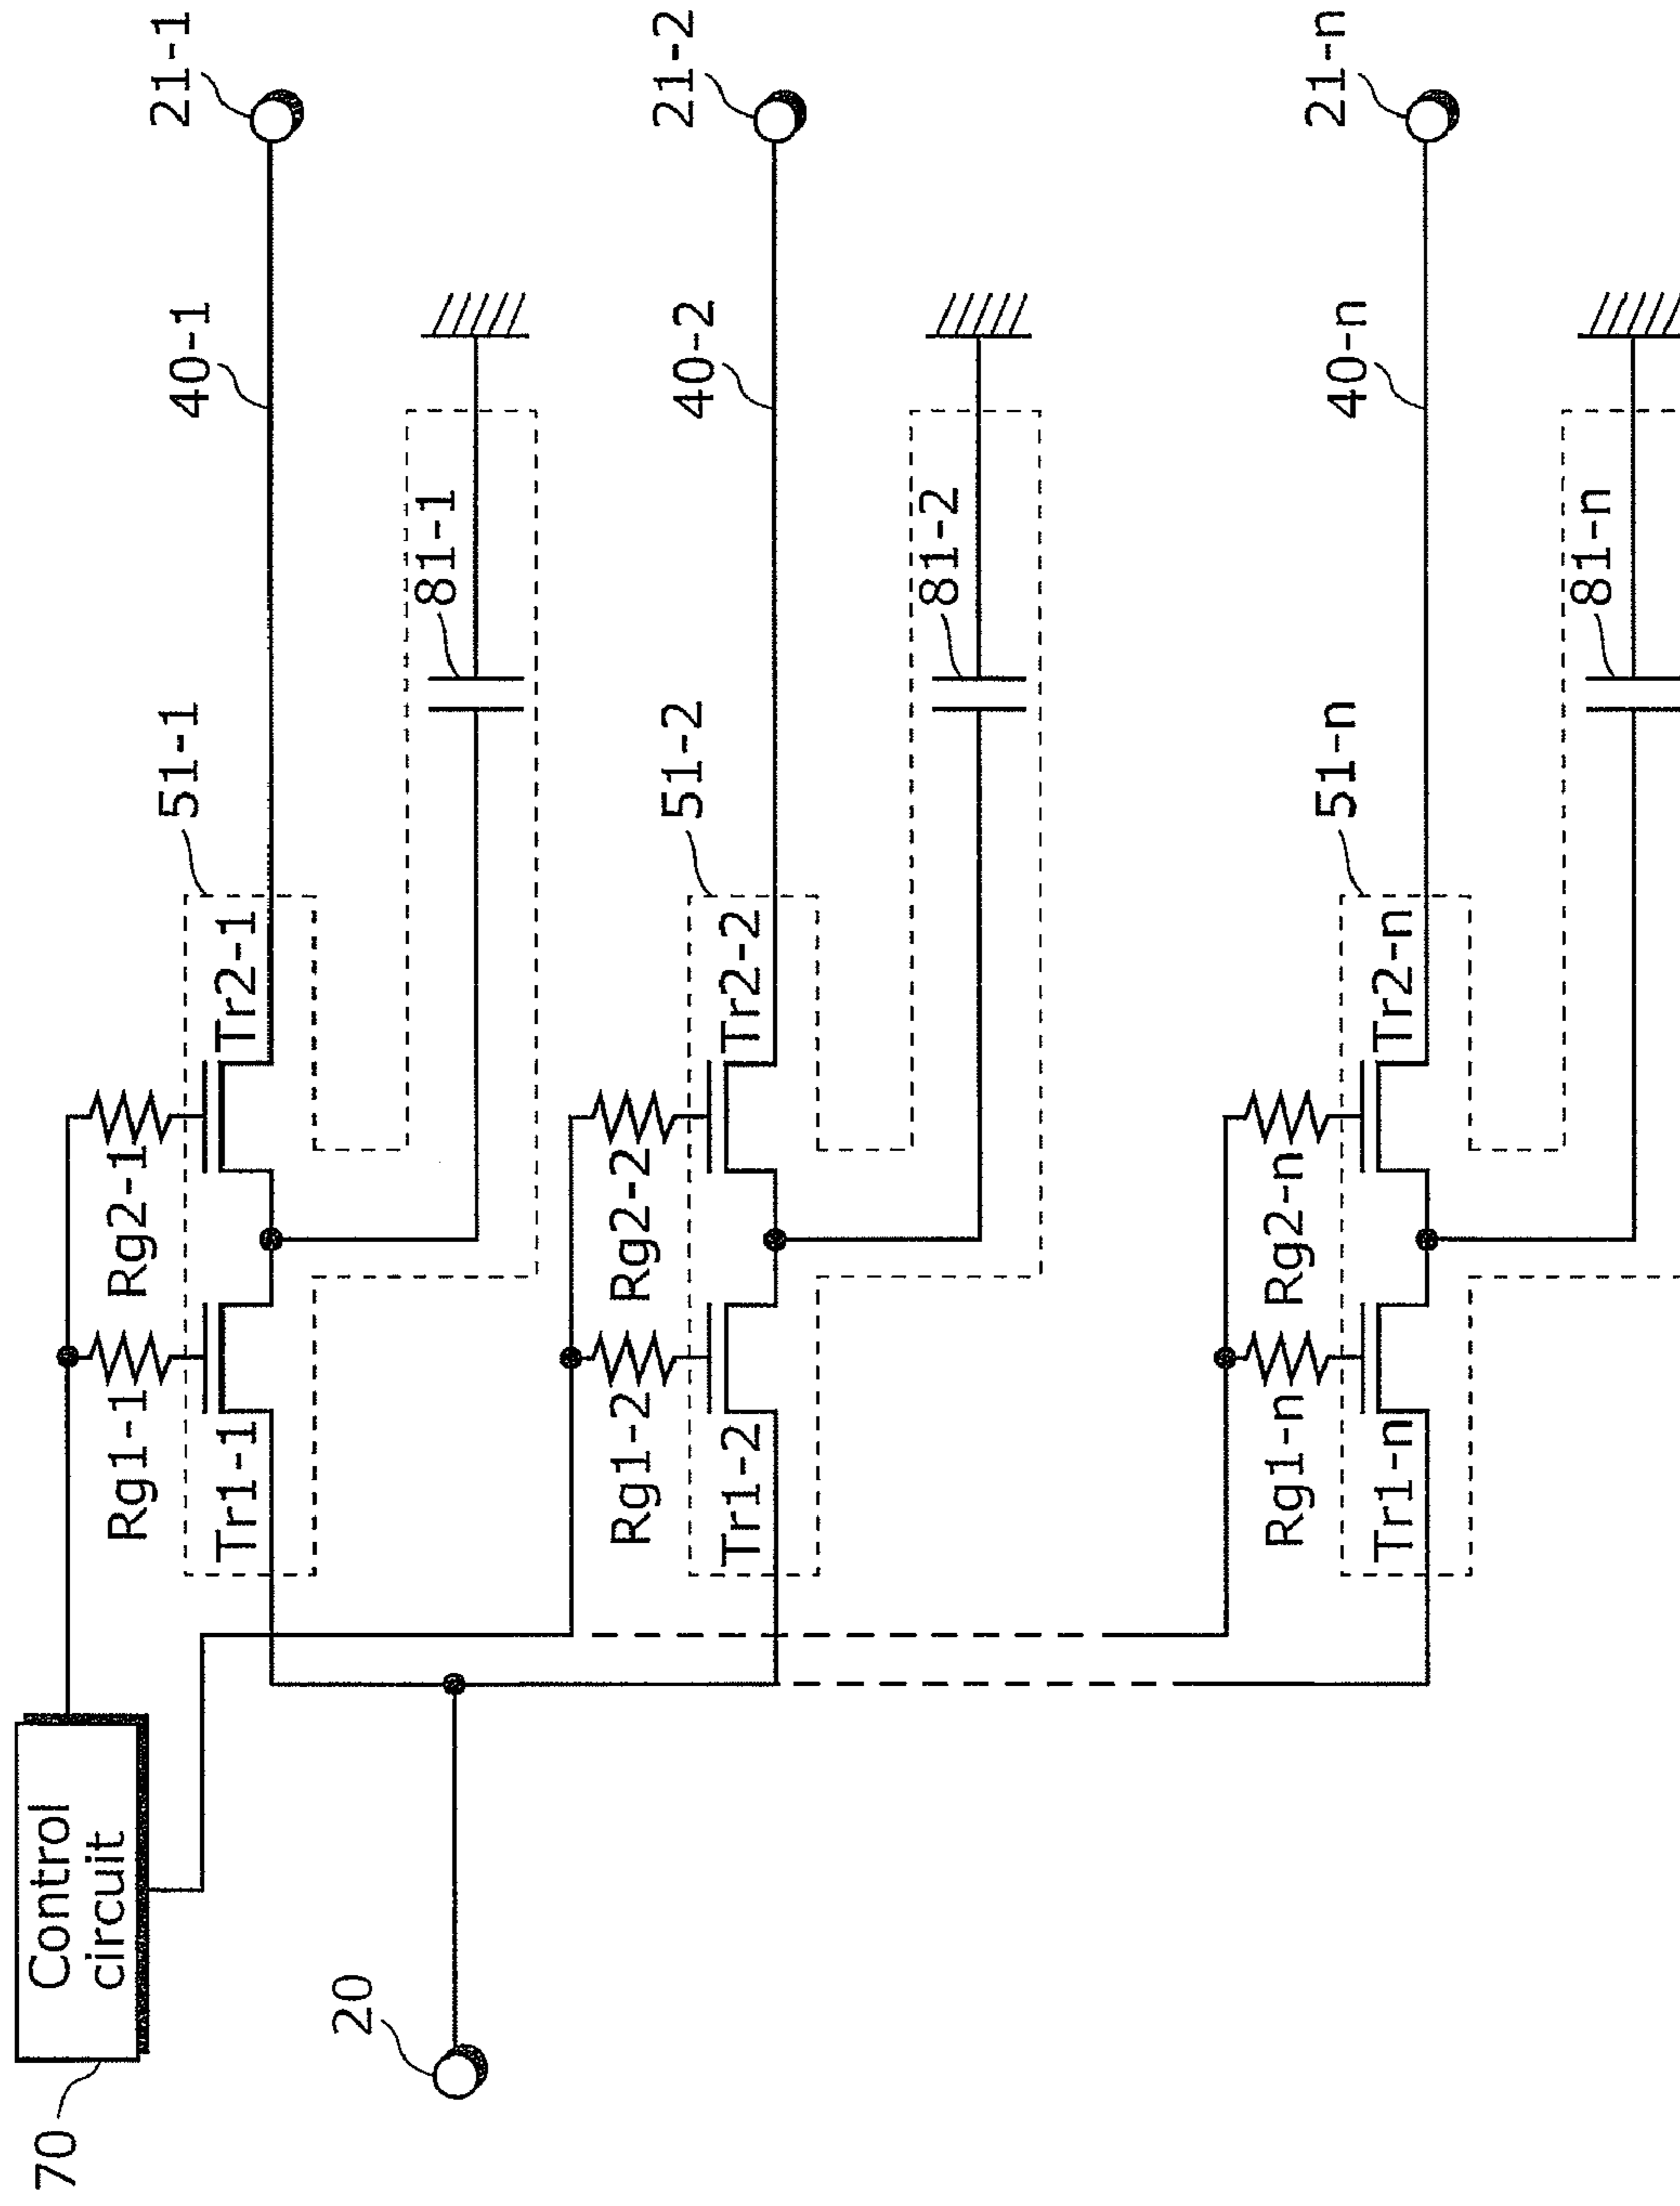 70
Control
circuit
20
Rg1-1
Rg2-1
Tr1-1
Tr2-1
51-1
40-1
21-1
81-1
Rg1-2
Rg2-2
Tr1-2
Tr2-2
51-2
40-2
21-2
81-2
Rg1-n
Rg2-n
Tr1-n
Tr2-n
51-n
40-n
21-n
81-n